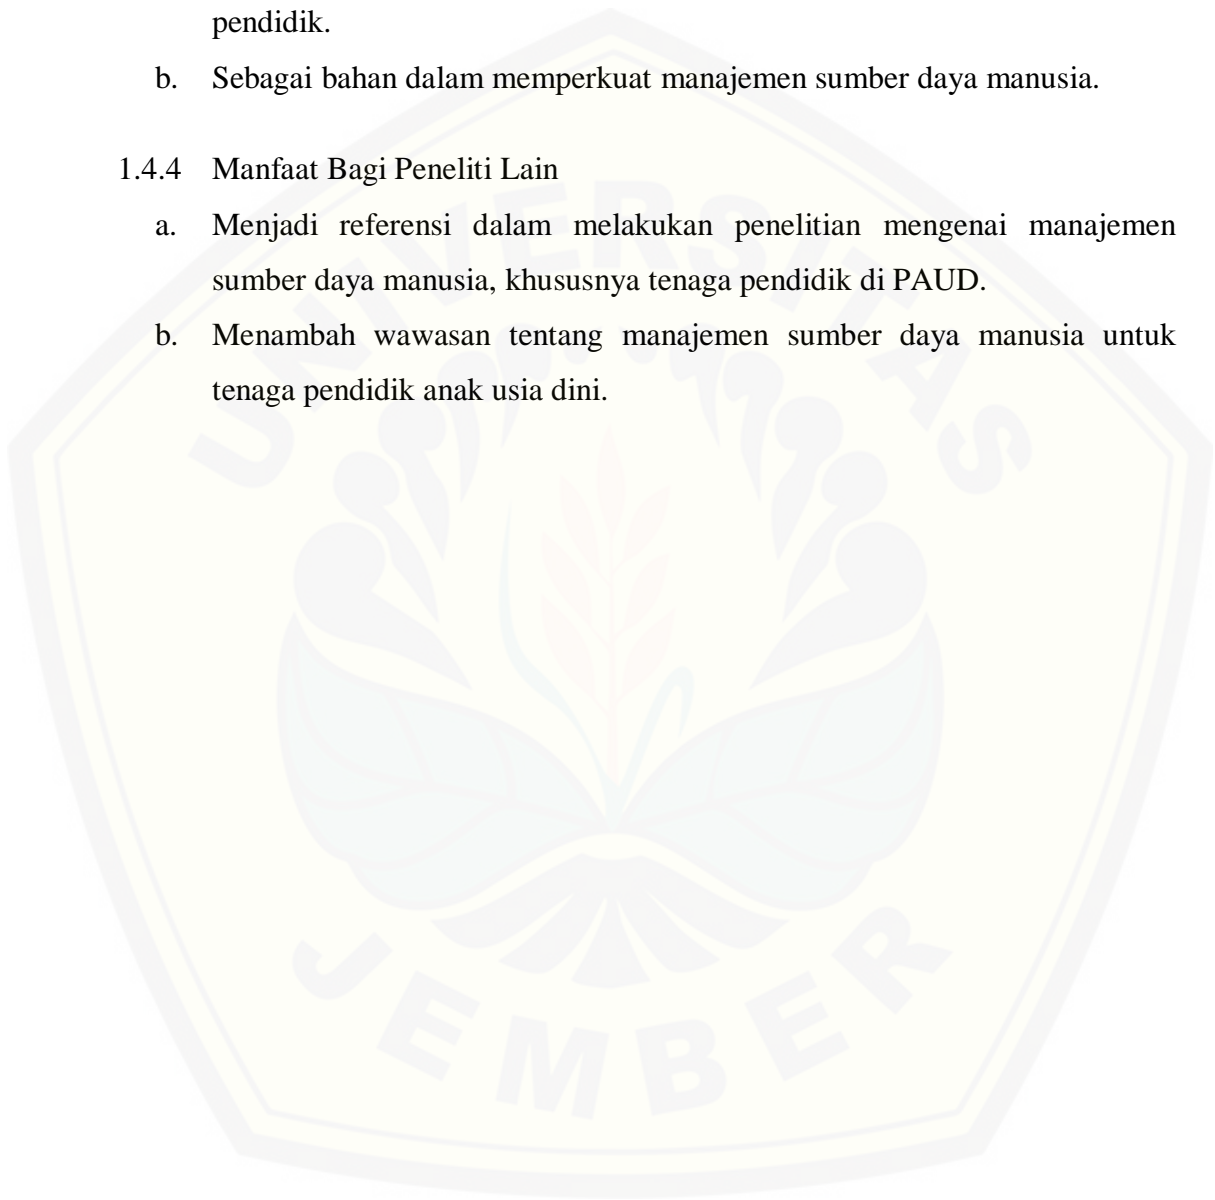 pendidik.
b. Sebagai bahan dalam memperkuat manajemen sumber daya manusia.
1.4.4 Manfaat Bagi Peneliti Lain
a. Menjadi referensi dalam melakukan penelitian mengenai manajemen
sumber daya manusia, khususnya tenaga pendidik di PAUD.
b. Menambah wawasan tentang manajemen sumber daya manusia untuk
tenaga pendidik anak usia dini.
UNIVERSITAS
JEMBER